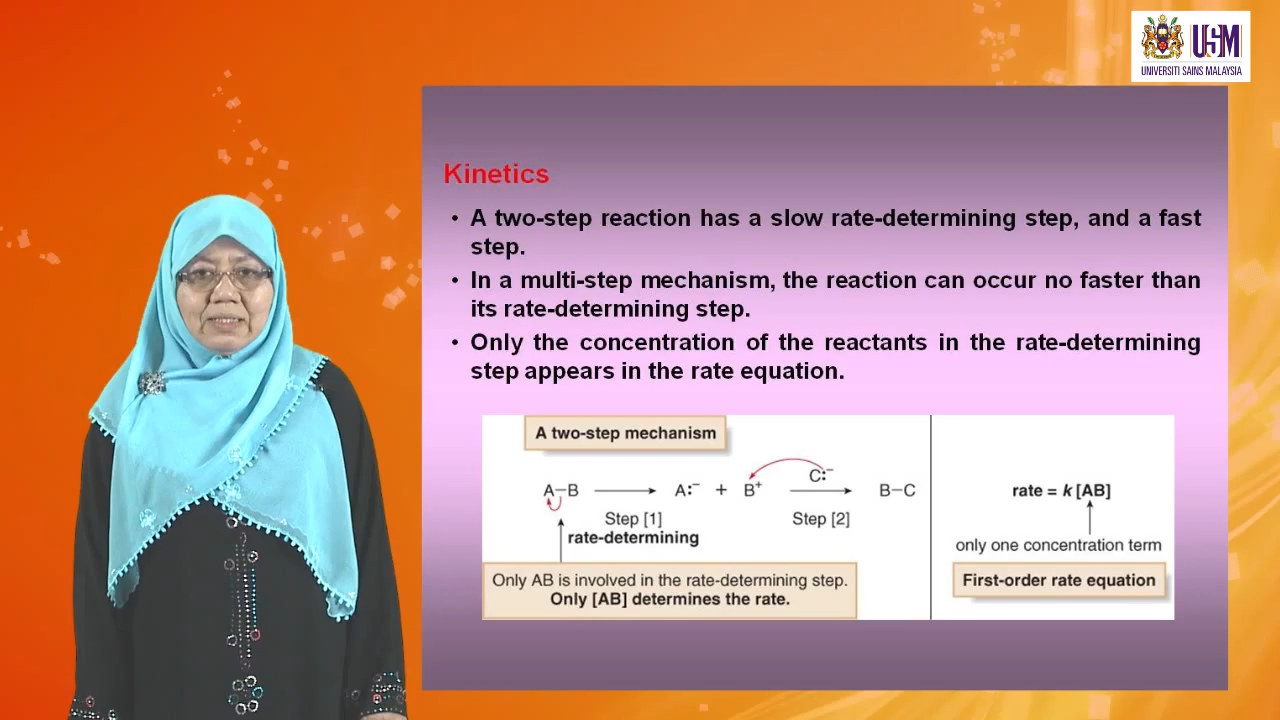 USM
UNIVERSITI SAINS MALAYSIA
Kinetics
• A two-step reaction has a slow rate-determining step, and a fast
step.
• In a multi-step mechanism, the reaction can occur no faster than
its rate-determining step.
• Only the concentration of the reactants in the rate-determining
step appears in the rate equation.
A two-step mechanism
A–B ⟶ A:⁻ + B⁺ ⟶ B–C
C:⁻
Step [1]
Step [2]
rate-determining
Only AB is involved in the rate-determining step.
Only [AB] determines the rate.
rate = k [AB]
only one concentration term
First-order rate equation